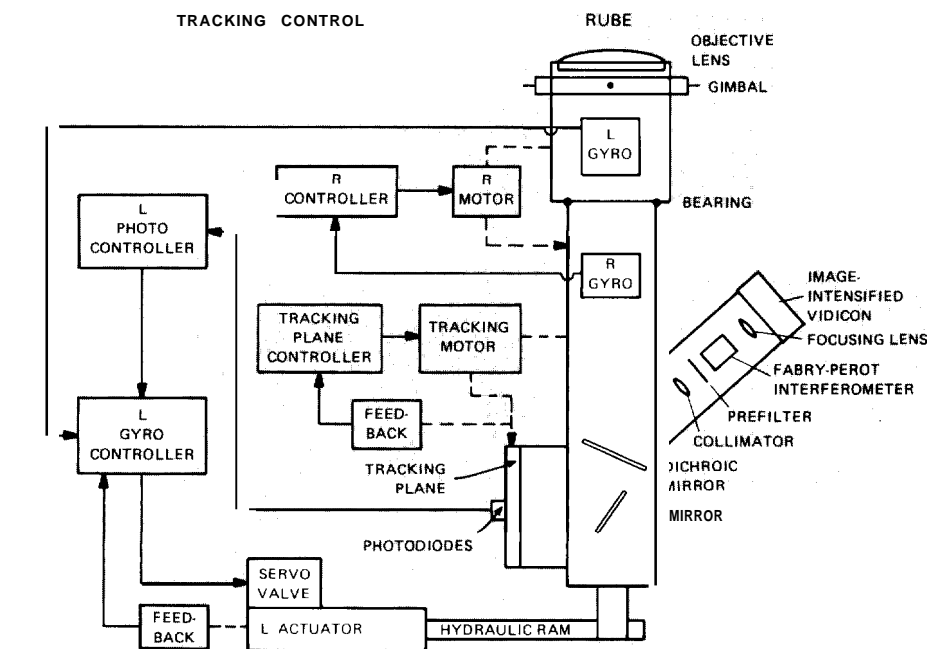 TRACKING CONTROL
RUBE
OBJECTIVE
LENS
GIMBAL
L
GYRO
R
CONTROLLER
R
MOTOR
BEARING
L
PHOTO
CONTROLLER
R
GYRO
IMAGE-
INTENSIFIED
VIDICON
FOCUSING LENS
TRACKING
PLANE
CONTROLLER
TRACKING
MOTOR
FABRY-PEROT
INTERFEROMETER
PREFILTER
COLLIMATOR
FEED-
BACK
L
GYRO
CONTROLLER
TRACKING
PLANE
DICHROIC
MIRROR
MIRROR
PHOTODIODES
SERVO
VALVE
FEED-
BACK
L ACTUATOR
HYDRAULIC RAM